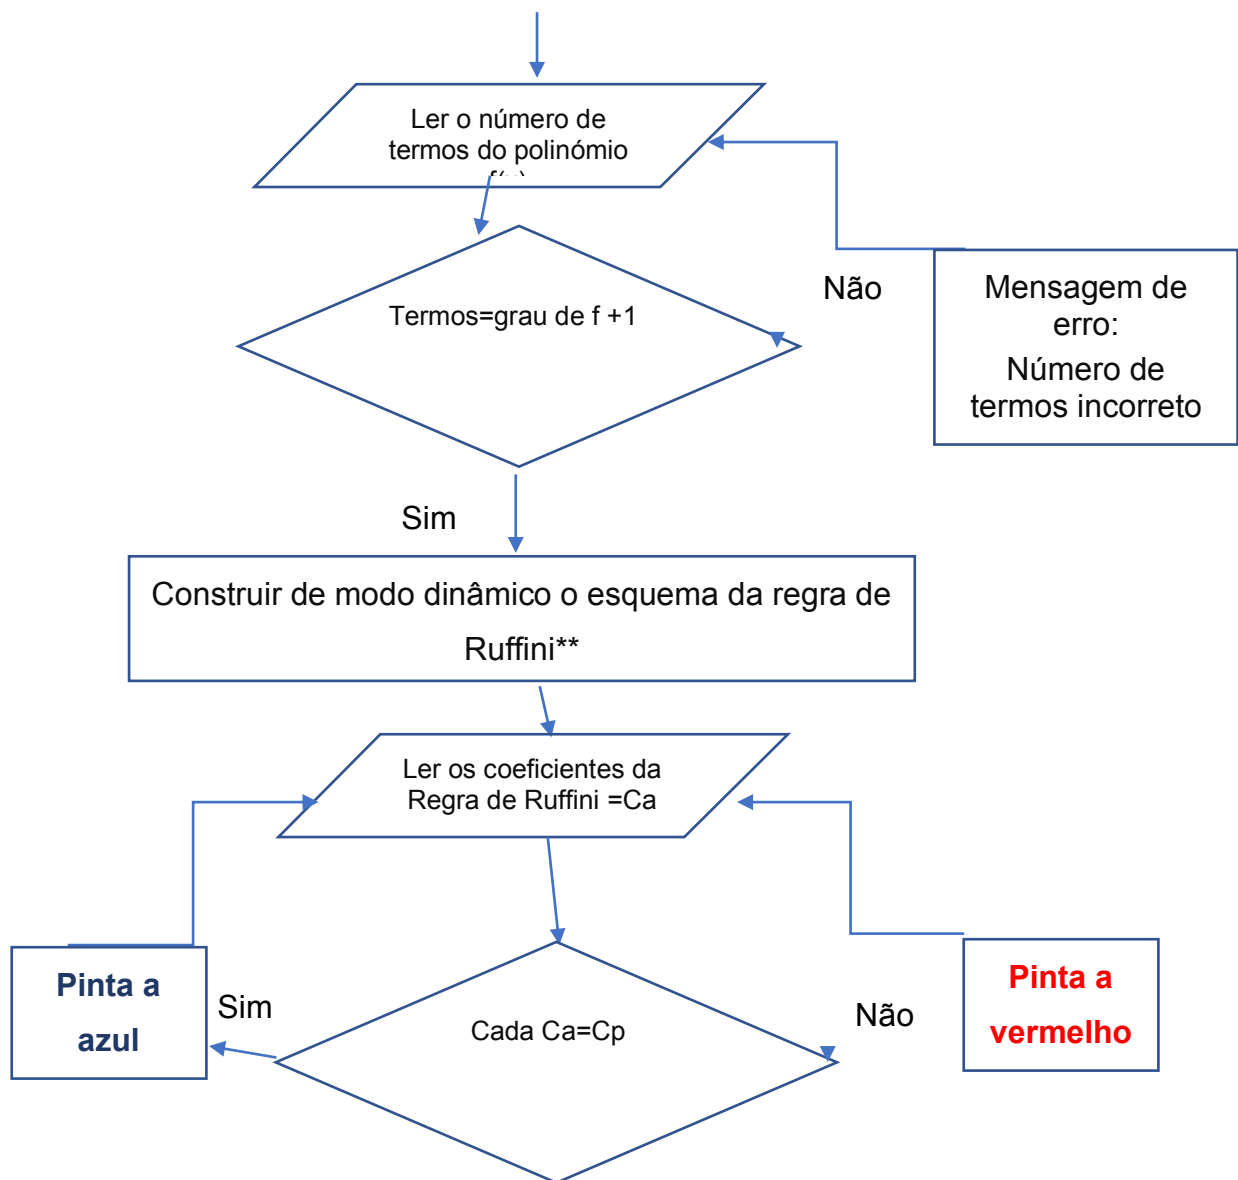 Ler o número de
termos do polinómio
Termos=grau de f +1
Não
Mensagem de
erro:
Número de
termos incorreto
Sim
Construir de modo dinâmico o esquema da regra de
Ruffini**
Ler os coeficientes da
Regra de Ruffini =Ca
Pinta a
azul
Sim
Cada Ca=Cp
Não
Pinta a
vermelho